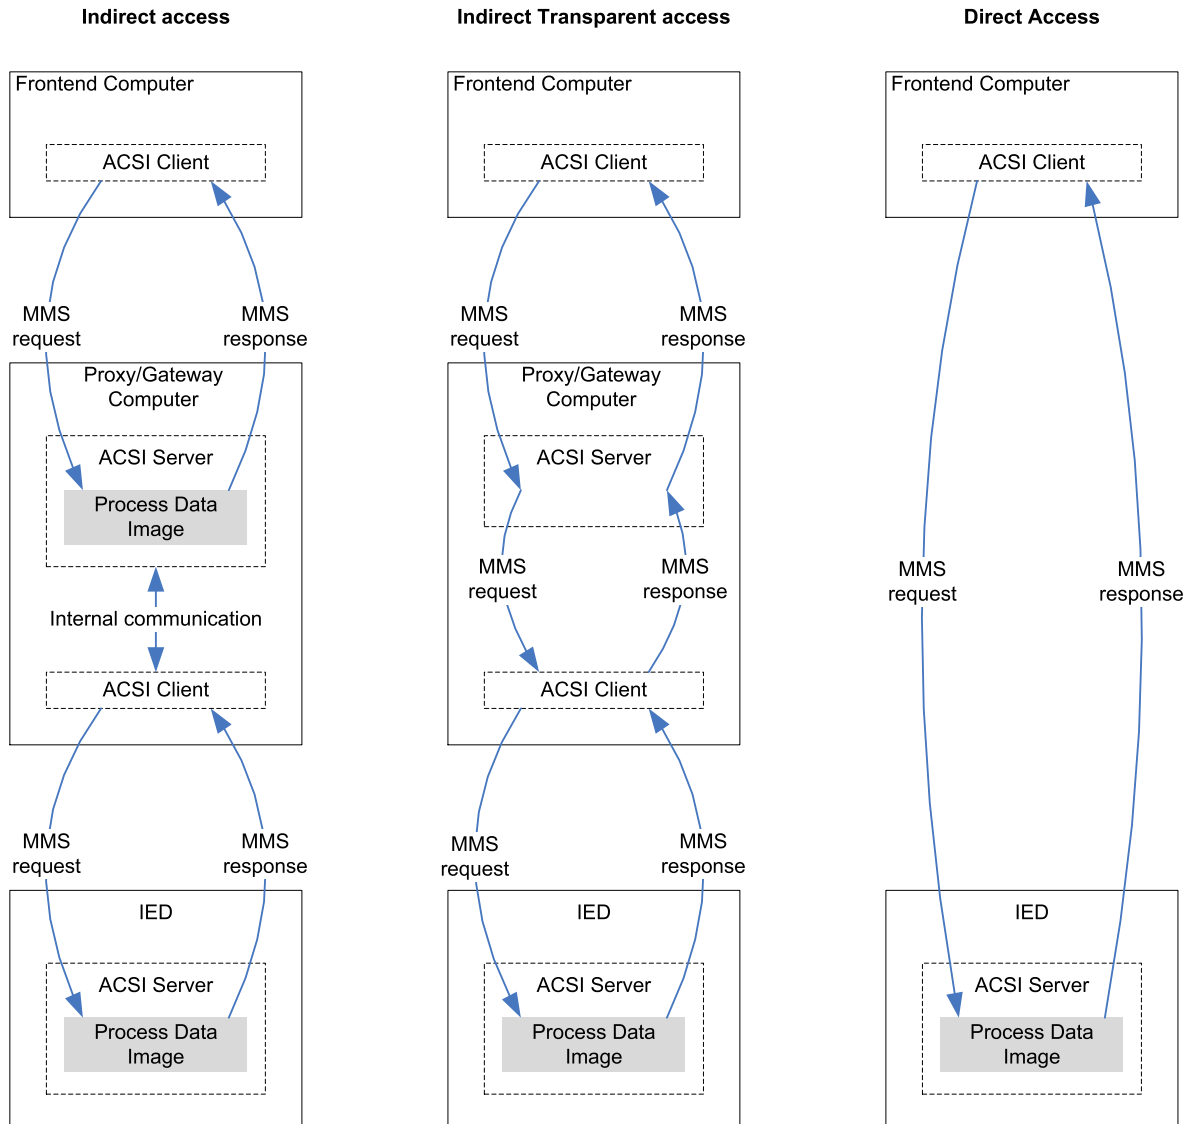 Indirect access
Frontend Computer
ACSI Client
MMS
request
MMS
response
Proxy/Gateway
Computer
ACSI Server
Process Data
Image
Internal communication
ACSI Client
MMS
request
MMS
response
IED
ACSI Server
Process Data
Image
Indirect Transparent access
Frontend Computer
ACSI Client
MMS
request
MMS
response
Proxy/Gateway
Computer
ACSI Server
MMS
request
MMS
response
ACSI Client
MMS
request
MMS
response
IED
ACSI Server
Process Data
Image
Direct Access
Frontend Computer
ACSI Client
MMS
request
MMS
response
IED
ACSI Server
Process Data
Image